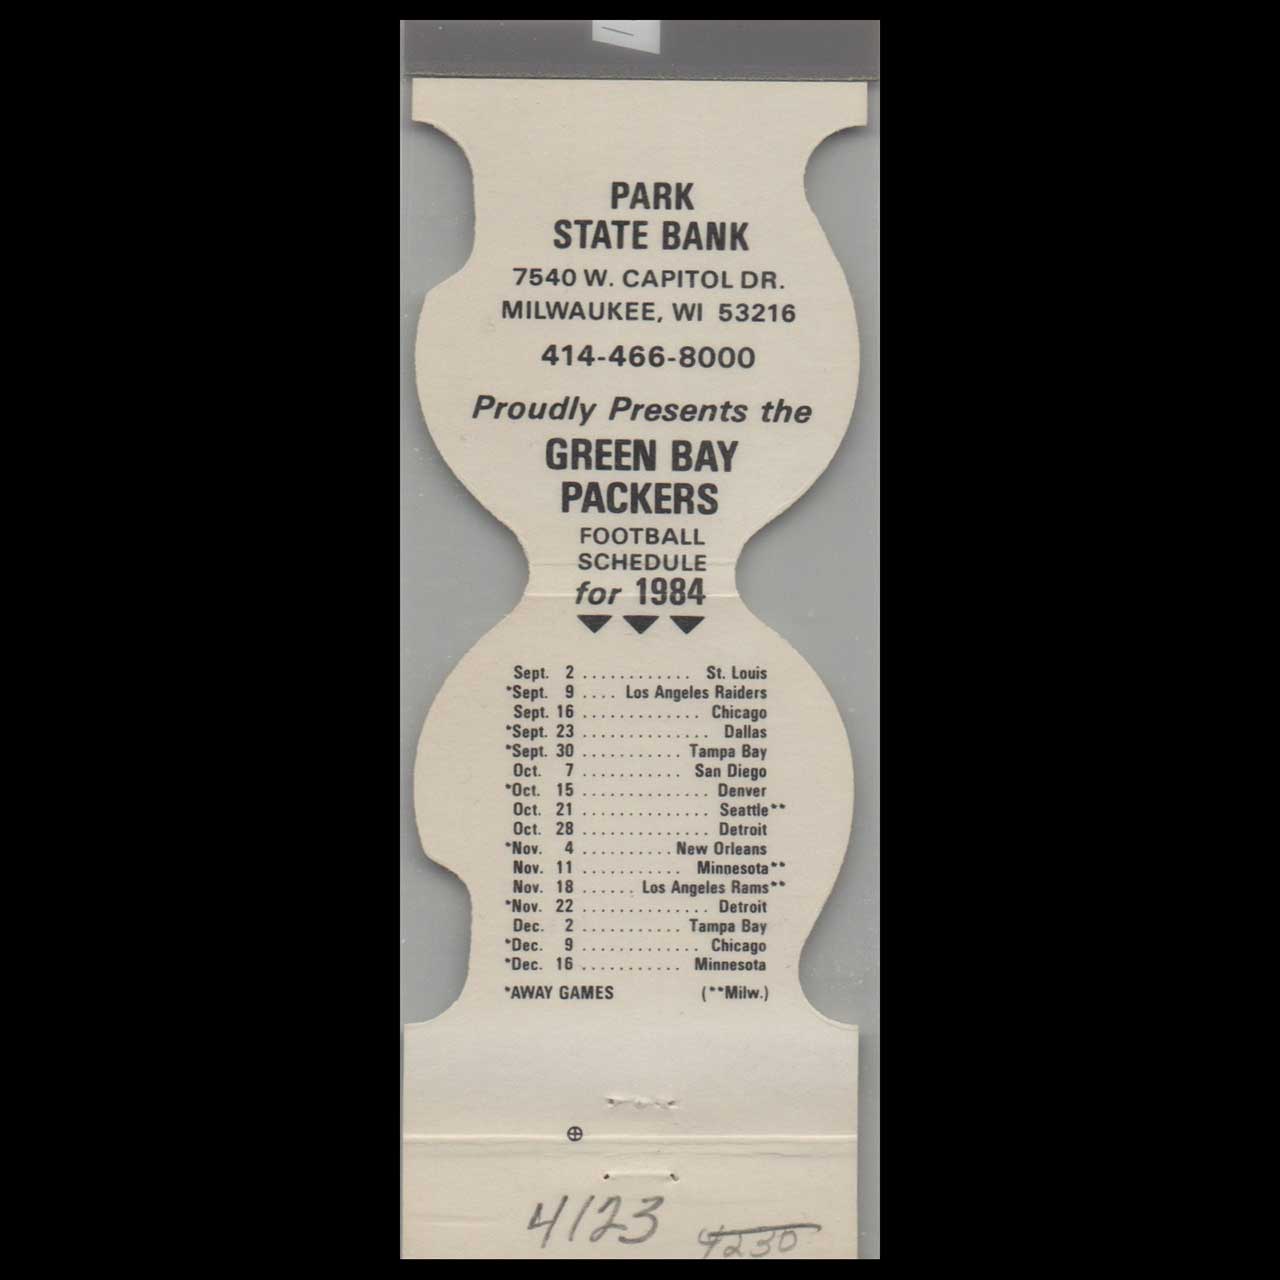 PARK
STATE BANK
7540 W. CAPITOL DR.
MILWAUKEE, WI 53216
414-466-8000
Proudly Presents the
GREEN BAY
PACKERS
FOOTBALL
SCHEDULE
for 1984
Sept. 2 ............ St. Louis
*Sept. 9 .... Los Angeles Raiders
Sept. 16 ............. Chicago
*Sept. 23 .............. Dallas
*Sept. 30 ........... Tampa Bay
Oct. 7 ........... San Diego
*Oct. 15 ............. Denver
Oct. 21 ............. Seattle**
Oct. 28 ............. Detroit
*Nov. 4 .......... New Orleans
Nov. 11 ........... Minnesota**
Nov. 18 ...... Los Angeles Rams**
*Nov. 22 ............. Detroit
Dec. 2 ........... Tampa Bay
*Dec. 9 ............. Chicago
*Dec. 16 ........... Minnesota
*AWAY GAMES (**Milw.)
4123
4230